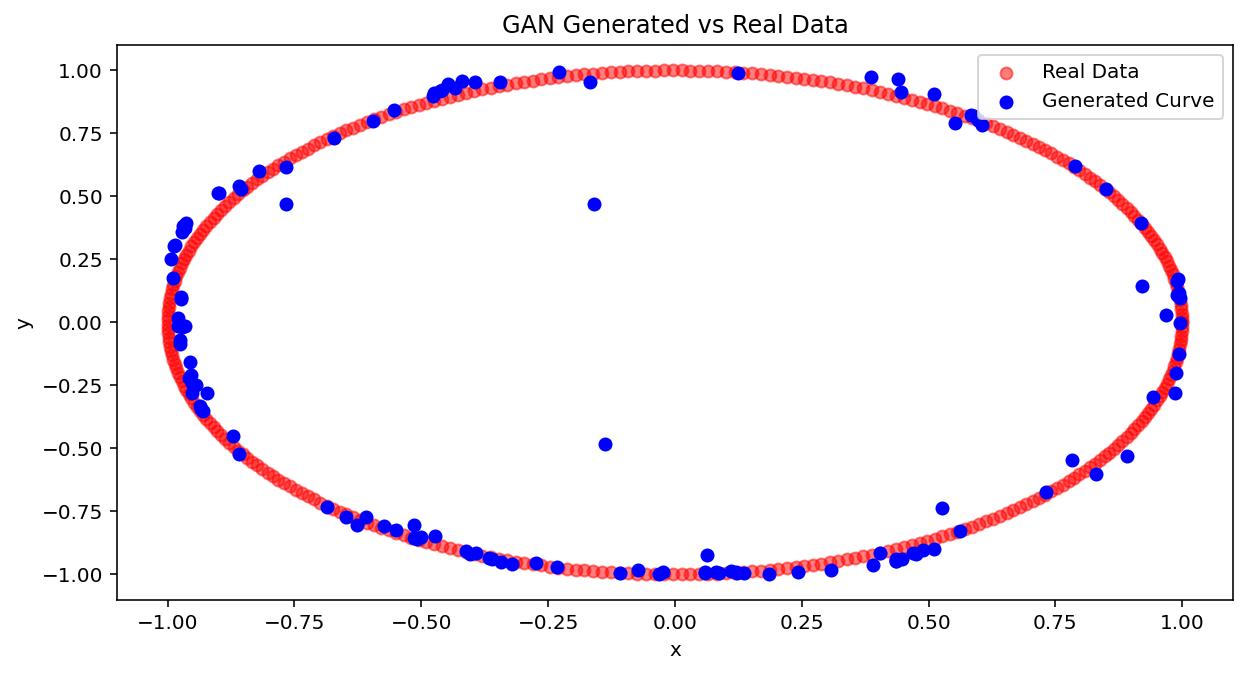 GAN Generated vs Real Data
Real Data
Generated Curve
1.00
0.75
0.50
0.25
0.00
−0.25
−0.50
−0.75
−1.00
y
−1.00 −0.75 −0.50 −0.25 0.00 0.25 0.50 0.75 1.00
x